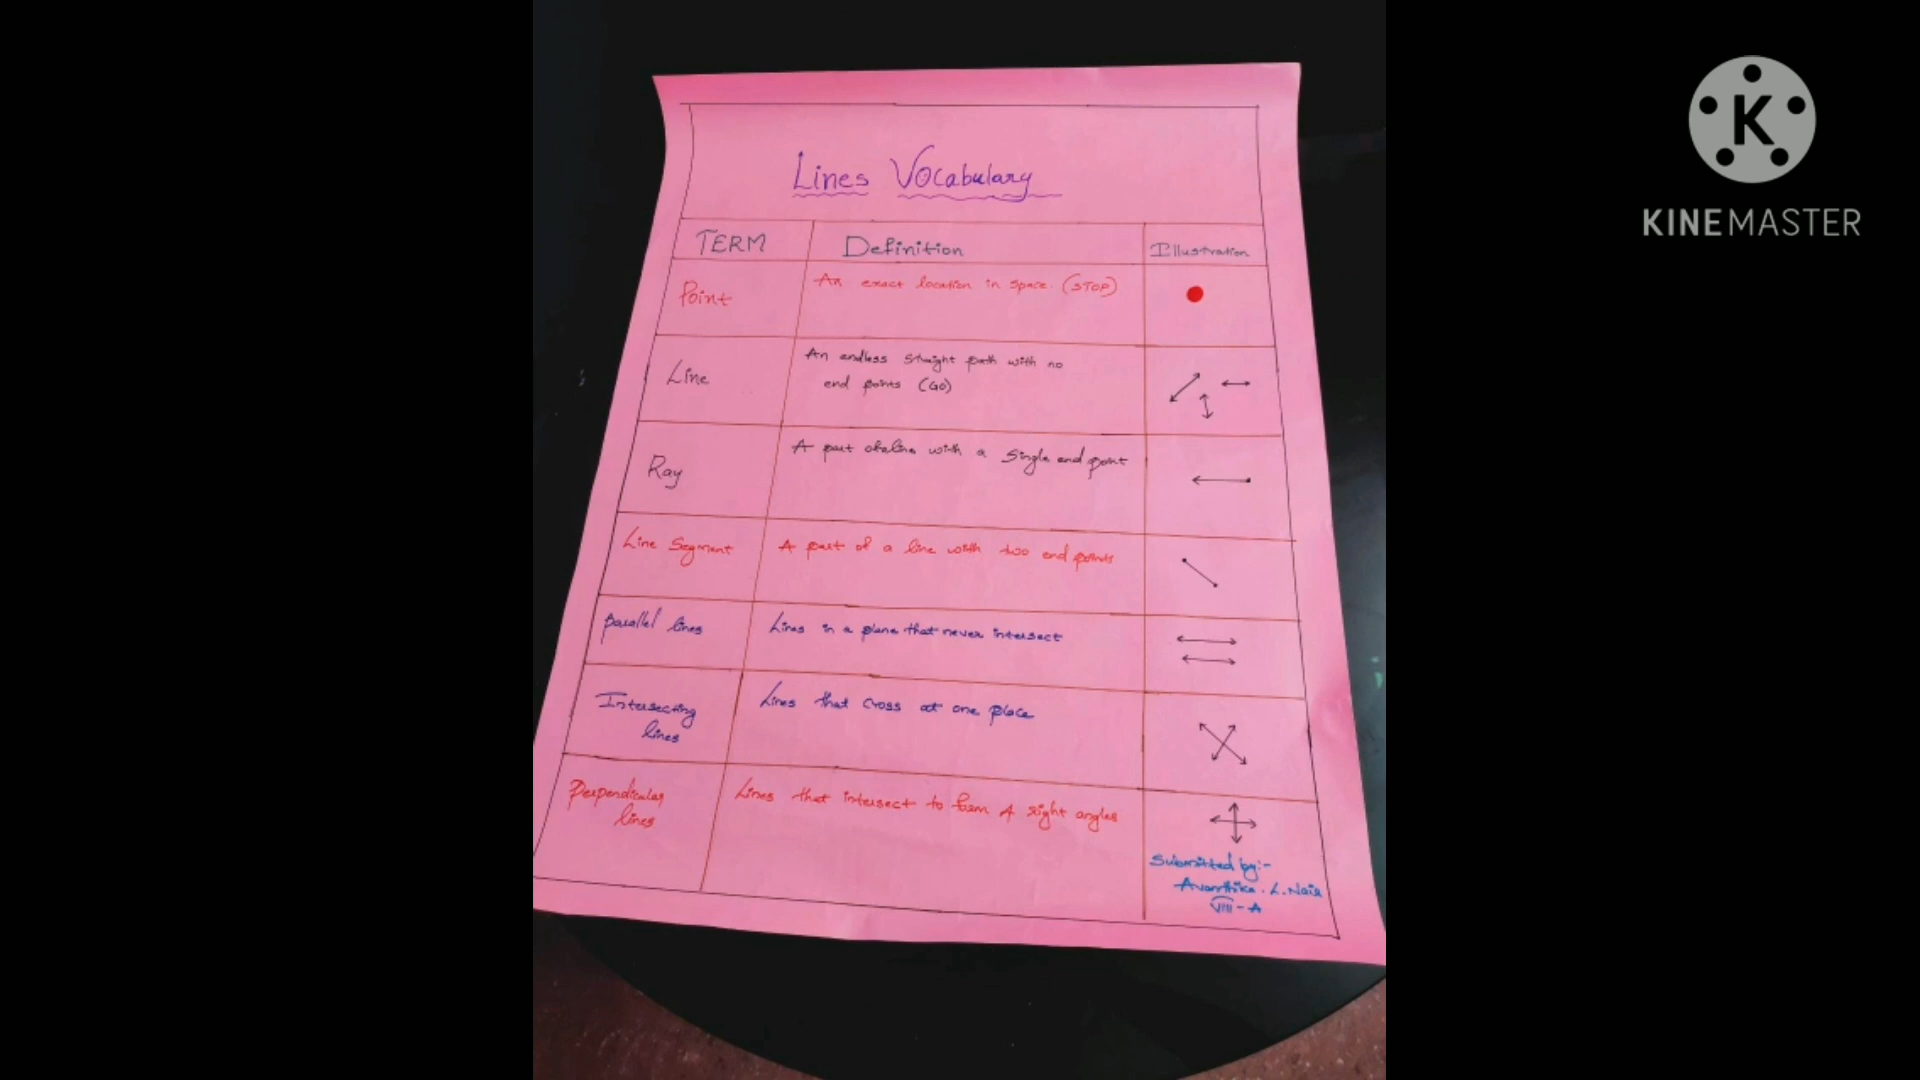 Lines Vocabulary
TERM Definition Illustration
Point An exact location in space. (STOP)
Line An endless straight path with no
end points (GO)
Ray A part of a line with a single end point
Line Segment A part of a line with two end points
parallel lines Lines in a plane that never intersect
Intersecting Lines that cross at one place
lines
Perpendicular Lines that intersect to form 4 right angles
lines
Submitted by:-
Avanthika. L. Nair
VIII - A
K
KINEMASTER